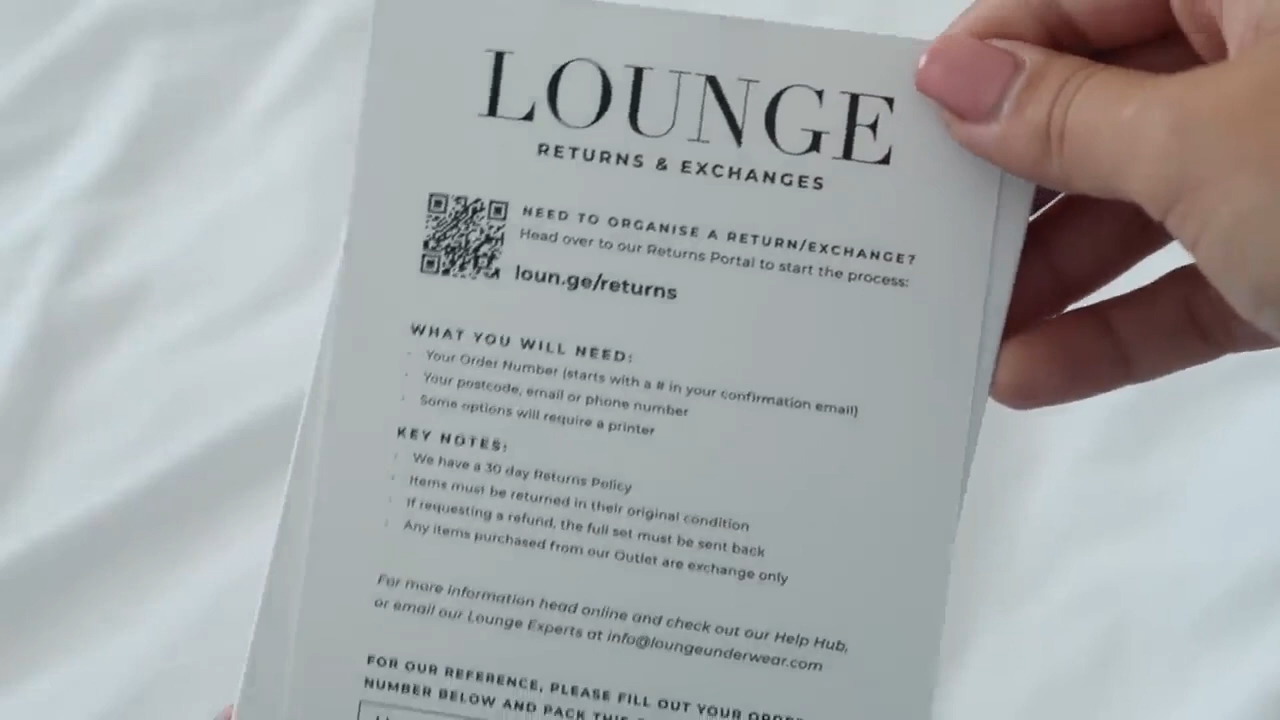 LOUNGE
RETURNS & EXCHANGES
NEED TO ORGANISE A RETURN/EXCHANGE?
Head over to our Returns Portal to start the process:
loun.ge/returns
WHAT YOU WILL NEED:
· Your Order Number (starts with a # in your confirmation email)
· Your postcode, email or phone number
· Some options will require a printer
KEY NOTES:
· We have a 30 day Returns Policy
· Items must be returned in their original condition
· If requesting a refund, the full set must be sent back
· Any items purchased from our Outlet are exchange only
For more information head online and check out our Help Hub,
or email our Lounge Experts at info@loungeunderwear.com
FOR OUR REFERENCE, PLEASE FILL OUT YOUR ORDER
NUMBER BELOW AND PACK THIS